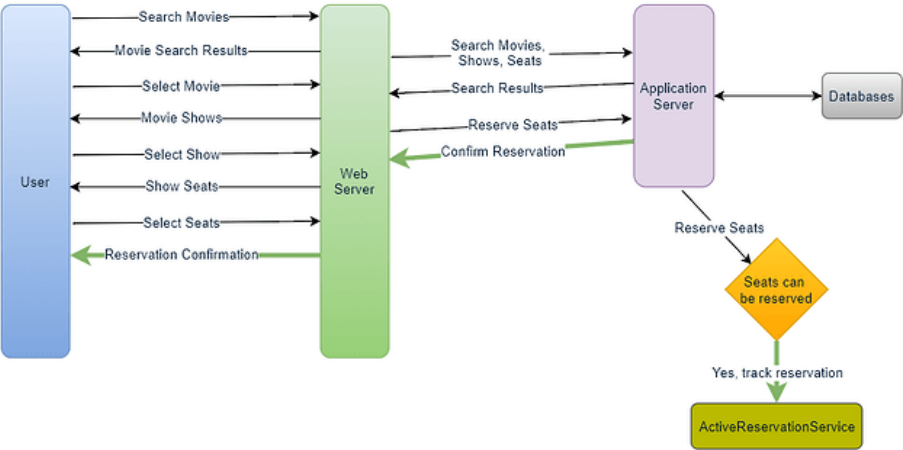 Search Movies
Movie Search Results
Select Movie
Movie Shows
Select Show
Show Seats
Select Seats
Reservation Confirmation
User
Web
Server
Search Movies,
Shows, Seats
Search Results
Reserve Seats
Confirm Reservation
Application
Server
Databases
Reserve Seats
Seats can
be reserved
Yes, track reservation
ActiveReservationService